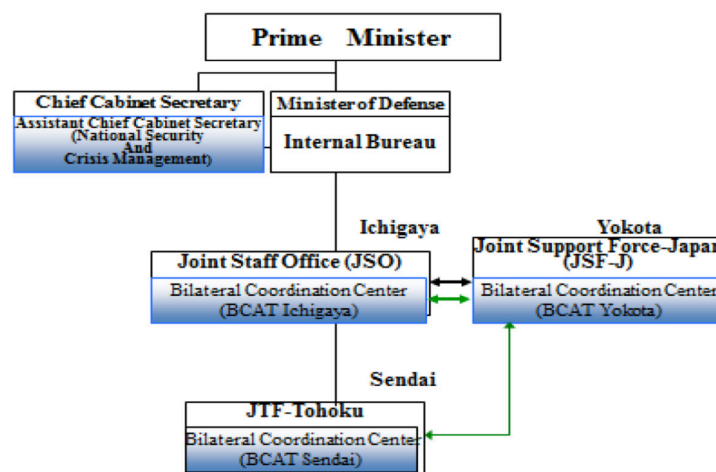 Prime Minister
Chief Cabinet Secretary
Assistant Chief Cabinet Secretary
(National Security
And
Crisis Management)
Minister of Defense
Internal Bureau
Ichigaya
Joint Staff Office (JSO)
Bilateral Coordination Center
(BCAT Ichigaya)
Yokota
Joint Support Force-Japan
(JSF-J)
Bilateral Coordination Center
(BCAT Yokota)
Sendai
JTF-Tohoku
Bilateral Coordination Center
(BCAT Sendai)